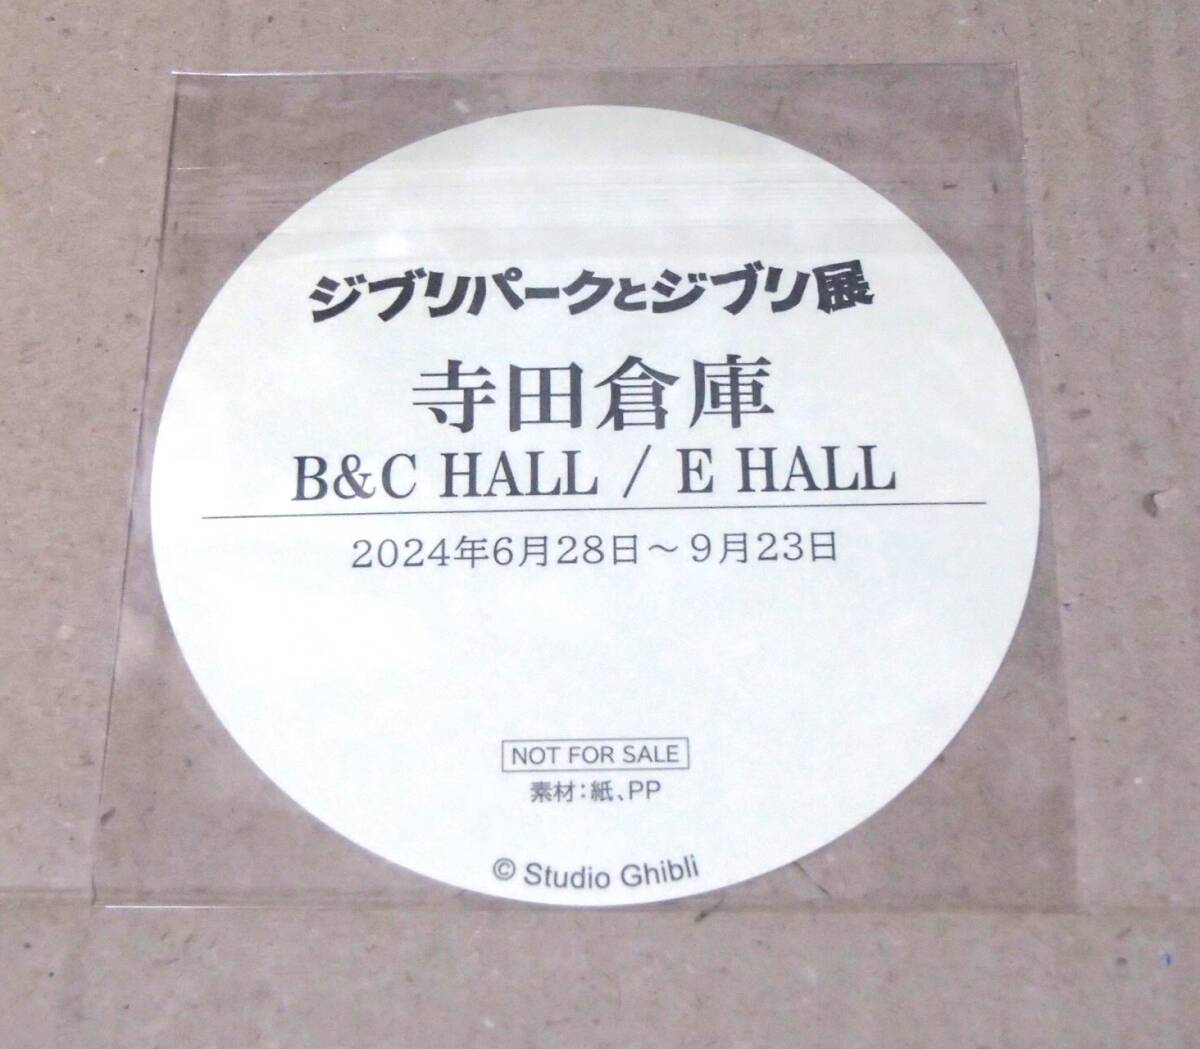 ジブリパークとジブリ展
寺田倉庫
B&C HALL / E HALL
2024年6月28日～9月23日
NOT FOR SALE
素材:紙、PP
© Studio Ghibli